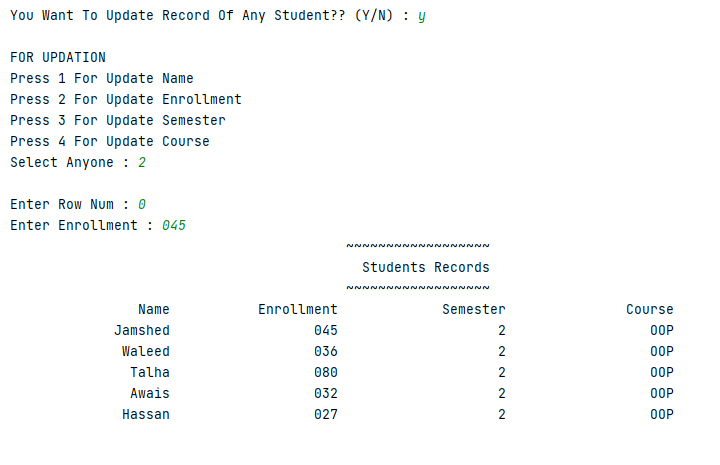 You Want To Update Record Of Any Student?? (Y/N) : y
FOR UPDATION
Press 1 For Update Name
Press 2 For Update Enrollment
Press 3 For Update Semester
Press 4 For Update Course
Select Anyone : 2
Enter Row Num : 0
Enter Enrollment : 045
~~~~~~~~~~~~~~~~~~
Students Records
~~~~~~~~~~~~~~~~~~
Name Enrollment Semester Course
Jamshed 045 2 OOP
Waleed 036 2 OOP
Talha 080 2 OOP
Awais 032 2 OOP
Hassan 027 2 OOP